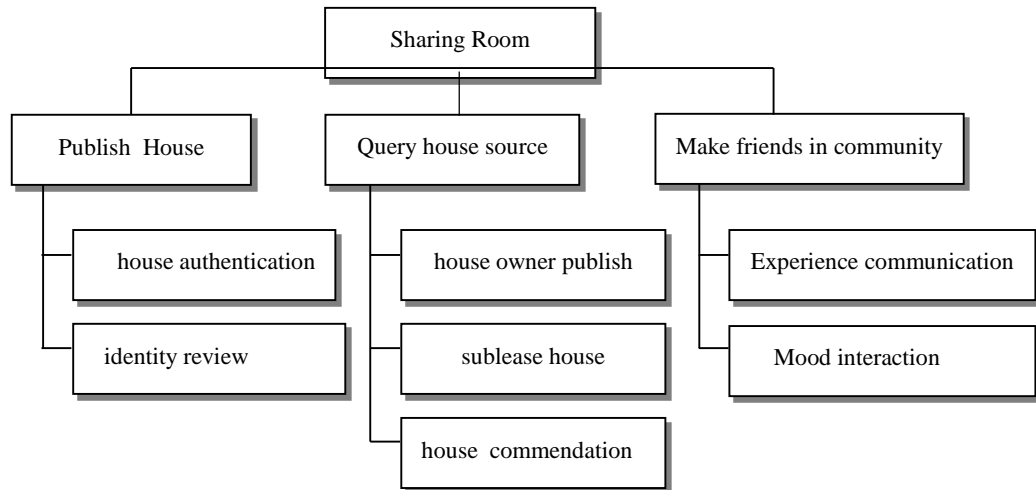 Sharing Room
Publish House
Query house source
Make friends in community
house authentication
house owner publish
Experience communication
identity review
sublease house
Mood interaction
house commendation